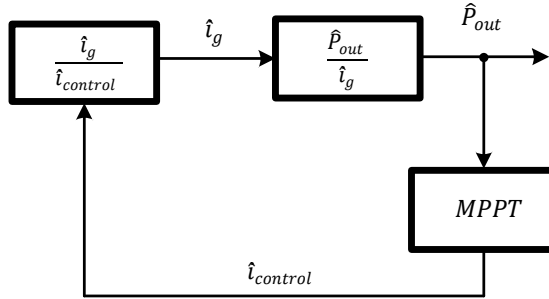 î_g
P̂_out
î_g
î_control
P̂_out
î_g
MPPT
î_control